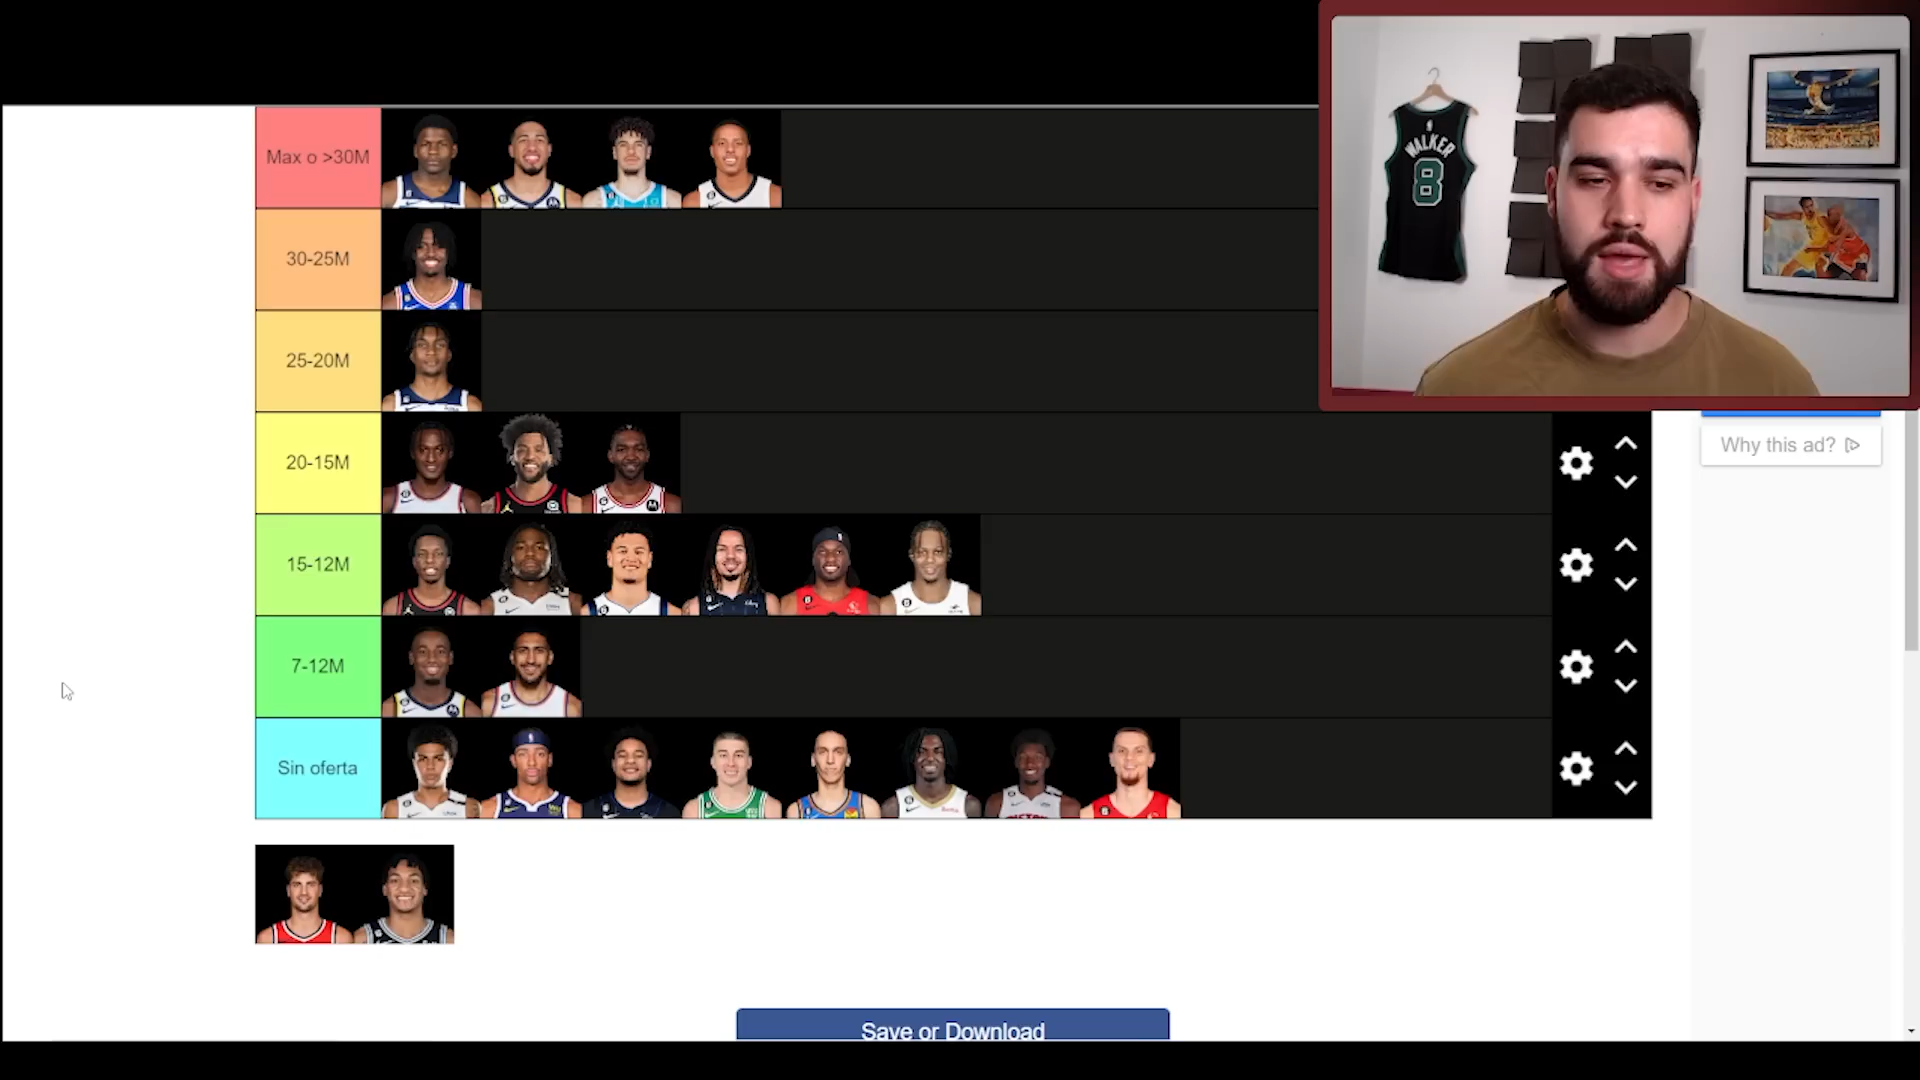 Max o >30M
30-25M
25-20M
20-15M
15-12M
7-12M
Sin oferta
WALKER
8
Why this ad?
Save or Download